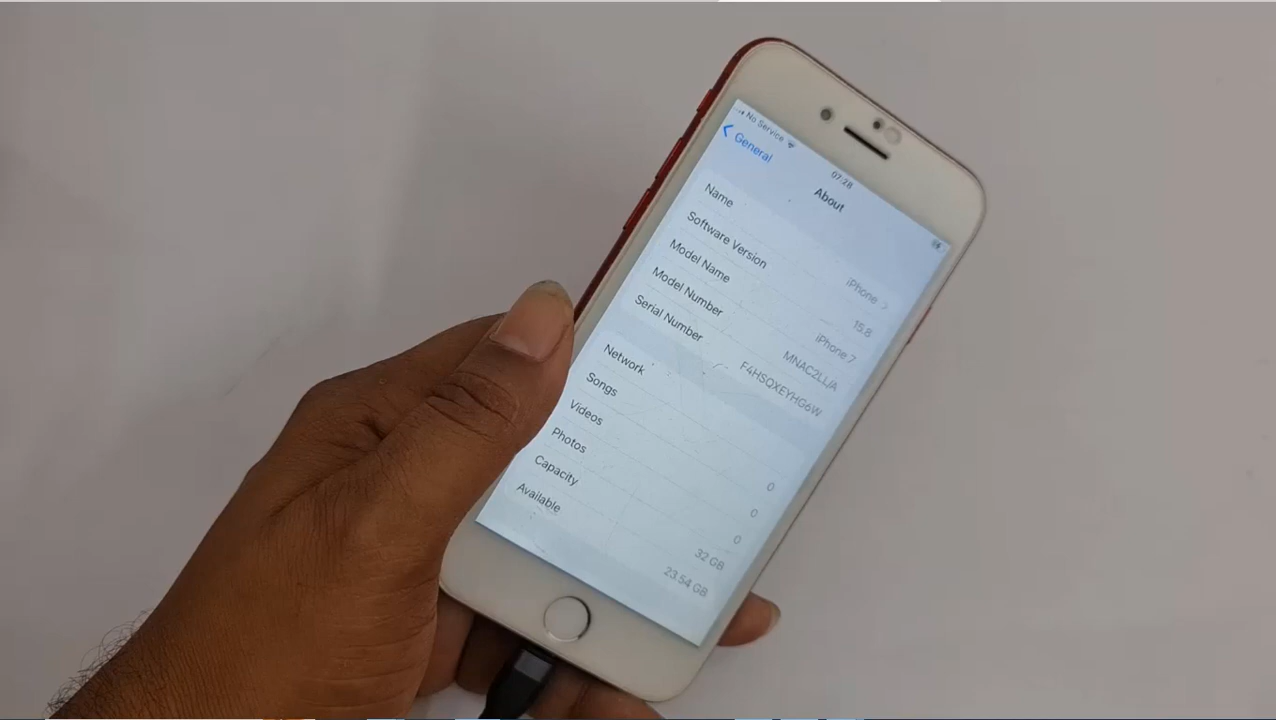 No Service
07:28
General
About
Name iPhone
Software Version 15.8
Model Name iPhone 7
Model Number MNAC2LL/A
Serial Number F4HSQXEYHG6W
Network
Songs 0
Videos 0
Photos 0
Capacity 32 GB
Available 23.54 GB